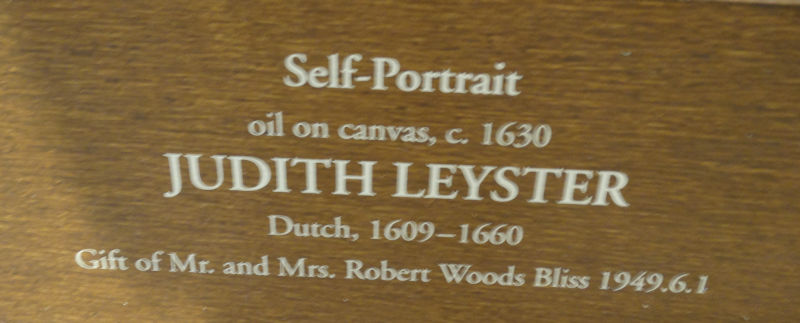 Self-Portrait
oil on canvas, c. 1630
JUDITH LEYSTER
Dutch, 1609–1660
Gift of Mr. and Mrs. Robert Woods Bliss 1949.6.1